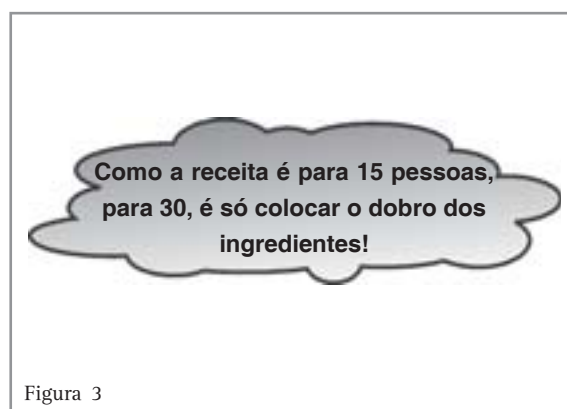 Como a receita é para 15 pessoas,
para 30, é só colocar o dobro dos
ingredientes!
Figura 3